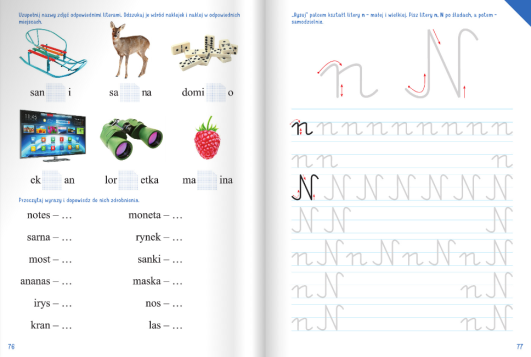 Uzupełnij nazwy zdjęć odpowiednimi literami. Odszukaj je wśród naklejek i naklej w odpowiednich
miejscach.
san i
sa na
domi o
ek an
lor etka
ma ina
Przeczytaj wyrazy i dopowiedz do nich zdrobnienia.
notes – ... moneta – ...
sarna – ... rynek – ...
most – ... sanki – ...
ananas – ... maska – ...
irys – ... nos – ...
kran – ... las – ...
76
„Rysuj” palcem kształt litery n – małej i wielkiej. Pisz litery n, N po śladach, a potem –
samodzielnie.
n N
n n n n n n n n n
n n n
N N N N N N N
N N N
n N n N n N n N
n N n N
n N n N
77